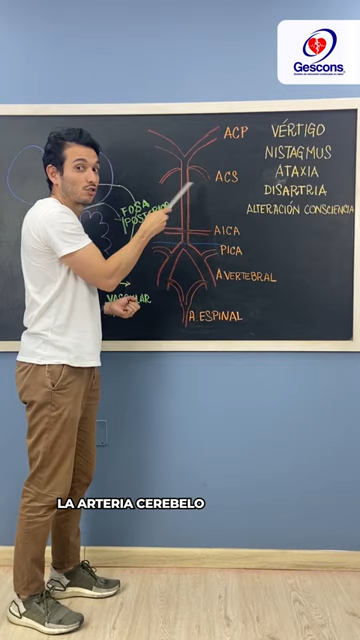 Gescons
ACP
VÉRTIGO
NISTAGMUS
ACS
ATAXIA
DISARTRIA
FOSA
POSTERIOR
ALTERACIÓN CONSCIENCIA
AICA
PICA
A VERTEBRAL
VASCULAR
A. ESPINAL
LA ARTERIA CEREBELO